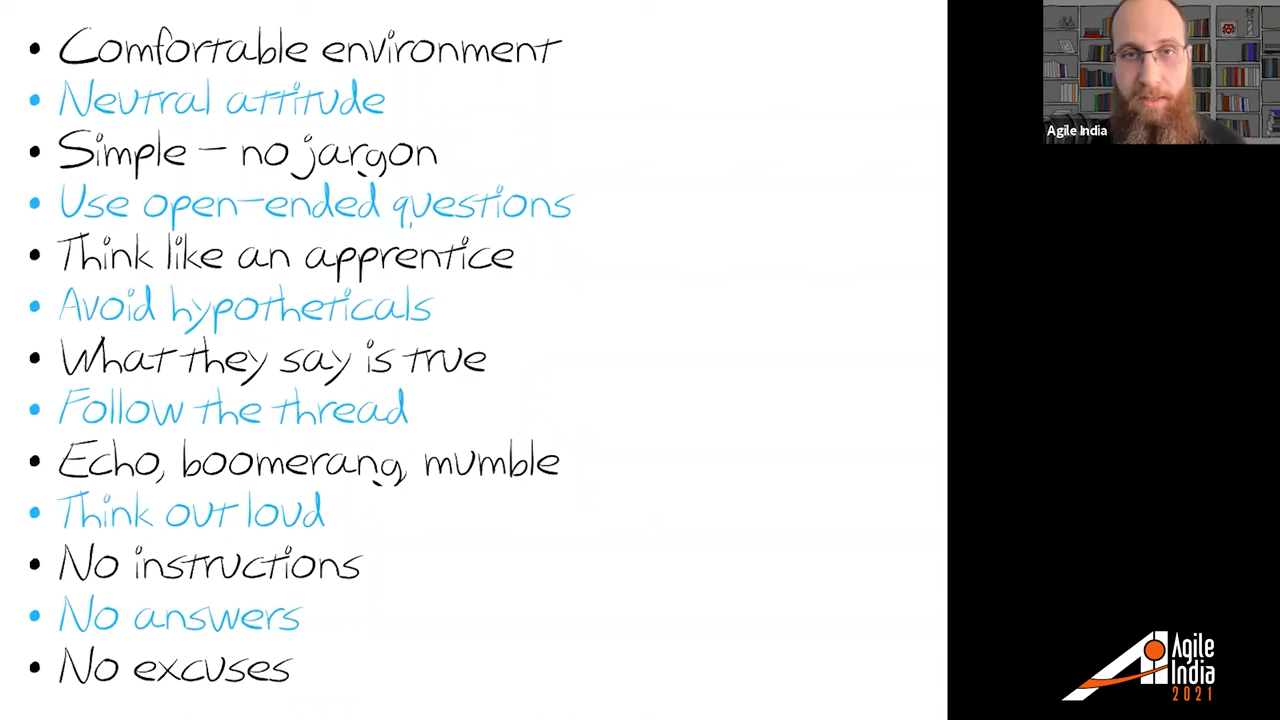 • Comfortable environment
• Neutral attitude
• Simple – no jargon
• Use open-ended questions
• Think like an apprentice
• Avoid hypotheticals
• What they say is true
• Follow the thread
• Echo, boomerang, mumble
• Think out loud
• No instructions
• No answers
• No excuses
Agile India
Agile
India
2021